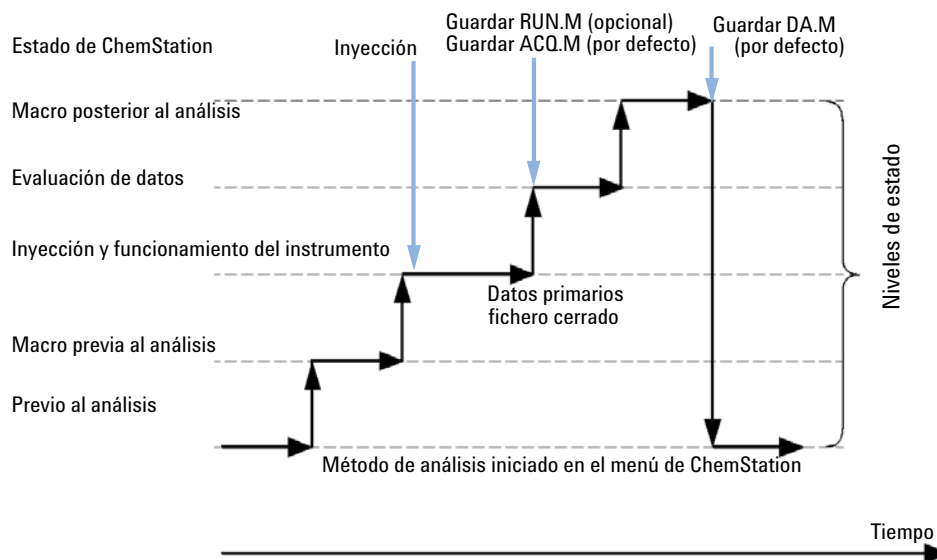 Estado de ChemStation
Inyección
Guardar RUN.M (opcional)
Guardar ACQ.M (por defecto)
Guardar DA.M
(por defecto)
Macro posterior al análisis
Evaluación de datos
Inyección y funcionamiento del instrumento
Datos primarios
fichero cerrado
Macro previa al análisis
Previo al análisis
Método de análisis iniciado en el menú de ChemStation
Niveles de estado
Tiempo